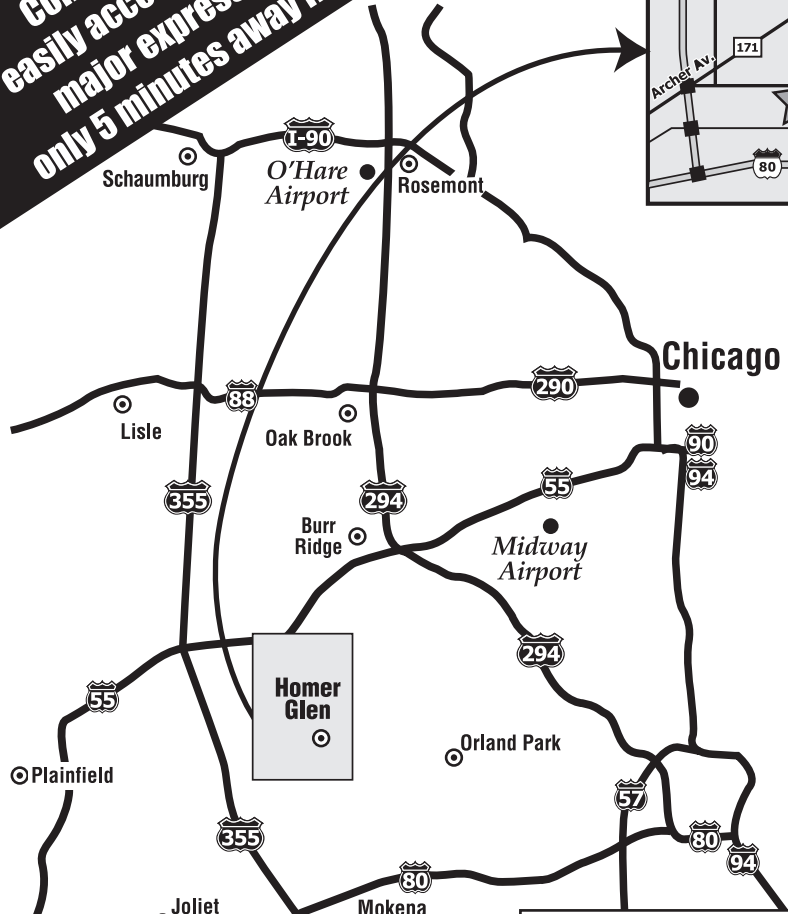 easily acce
major expres
only 5 minutes away
171
Archer Av.
80
I-90
Schaumburg
O'Hare
Airport
Rosemont
Chicago
290
88
Lisle
Oak Brook
90
94
355
294
55
Burr
Ridge
Midway
Airport
294
Homer
Glen
55
Orland Park
Plainfield
57
355
80
94
80
Joliet
Mokena